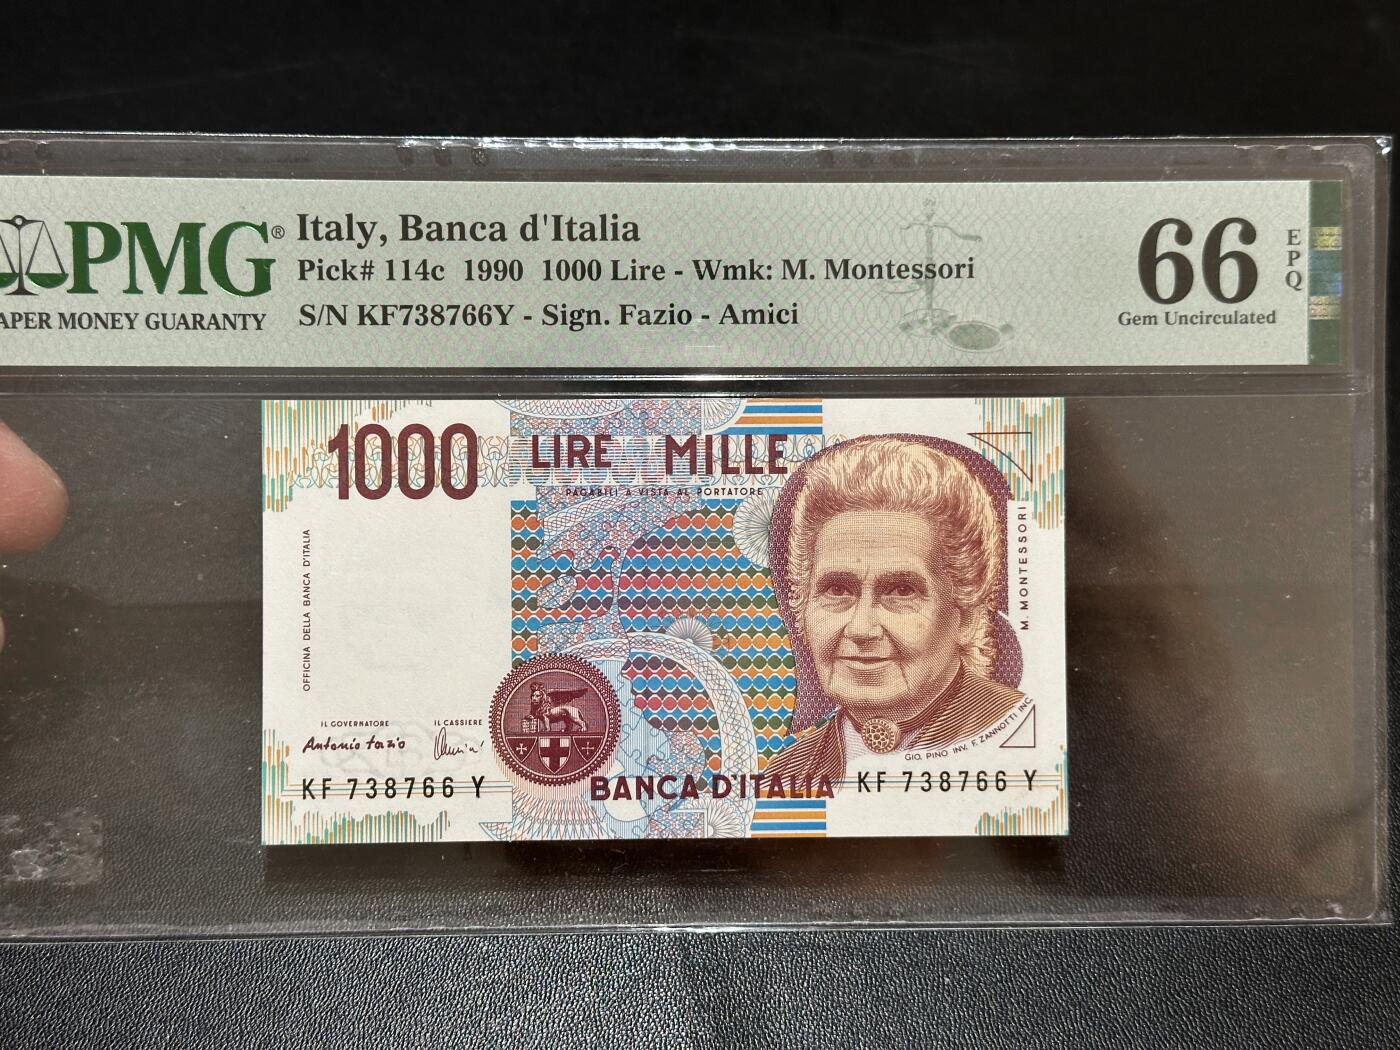 PMG®
APER MONEY GUARANTY
Italy, Banca d'Italia
Pick# 114c 1990 1000 Lire - Wmk: M. Montessori
S/N KF738766Y - Sign. Fazio - Amici
66
EPQ
Gem Uncirculated
1000 LIRE MILLE
PAGABILI A VISTA AL PORTATORE
OFFICINA DELLA BANCA D'ITALIA
M. MONTESSORI
IL GOVERNATORE
IL CASSIERE
Antonio Fazio
Amici
GIO. PINO INV. F. ZANNOTTI INC.
KF 738766 Y
BANCA D'ITALIA
KF 738766 Y